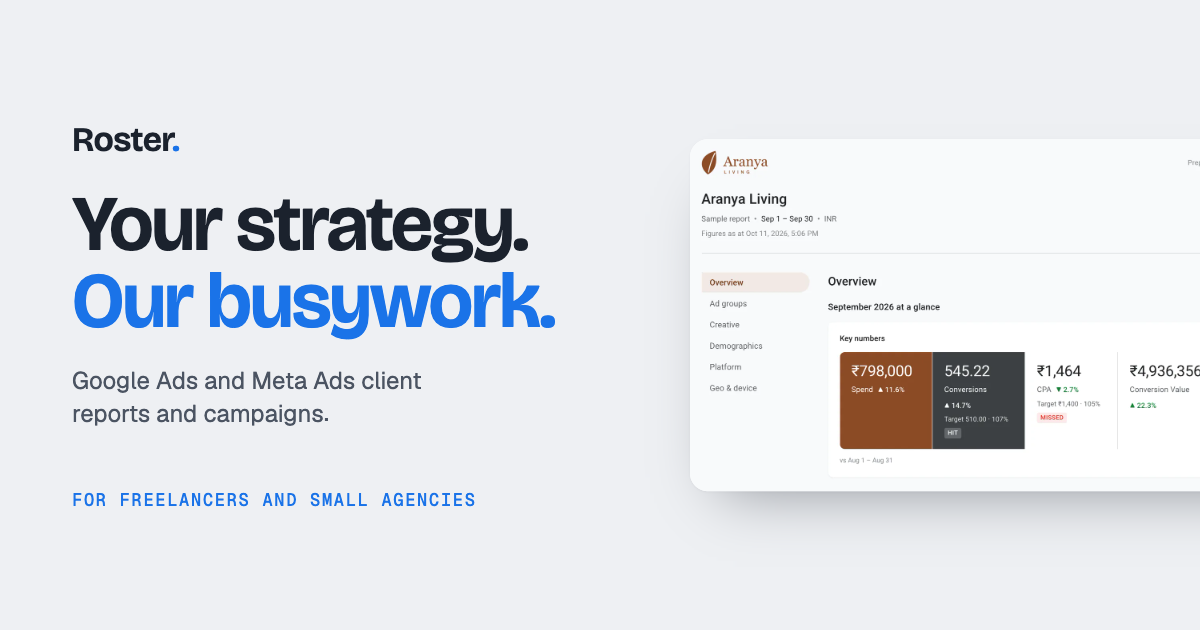 Roster.
Your strategy.
Our busywork.
Google Ads and Meta Ads client
reports and campaigns.
FOR FREELANCERS AND SMALL AGENCIES
Aranya
LIVING
Aranya Living
Sample report • Sep 1 – Sep 30 • INR
Figures as at Oct 11, 2026, 5:06 PM
Overview
Ad groups
Creative
Demographics
Platform
Geo & device
Overview
September 2026 at a glance
Key numbers
₹798,000
Spend ▲ 11.6%
545.22
Conversions
▲ 14.7%
Target 510.00 · 107%
HIT
₹1,464
CPA ▼ 2.7%
Target ₹1,400 · 105%
MISSED
₹4,936,356
Conversion Value
▲ 22.3%
vs Aug 1 – Aug 31